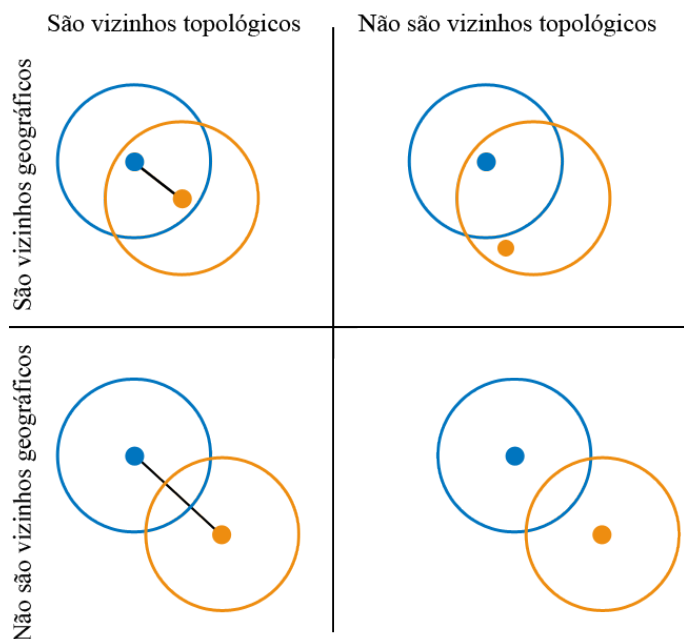 São vizinhos topológicos
Não são vizinhos topológicos
São vizinhos geográficos
Não são vizinhos geográficos